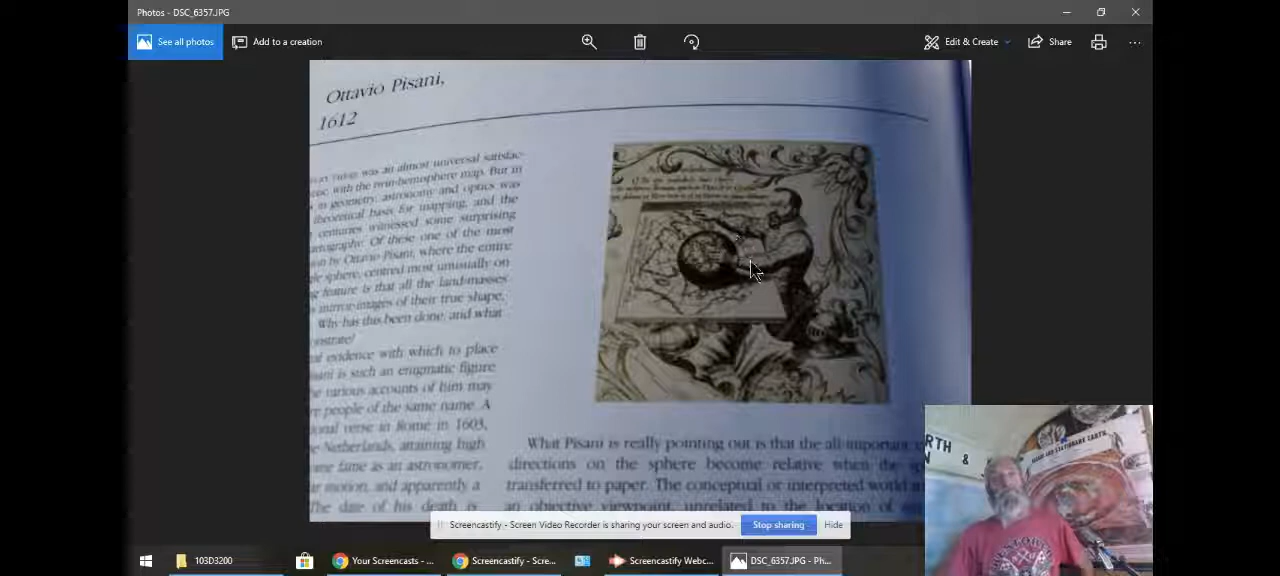 Photos - DSC_6357.JPG
See all photos
Add to a creation
Edit & Create
Share
Ottavio Pisani,
1612
was an almost universal satisfac-
with the twin-hemisphere map. But in
in geometry, astronomy and optics was
theoretical basis for mapping, and the
centuries witnessed some surprising
Of these one of the most
by Ottavio Pisani, where the entire
sphere, centred most unusually on
feature is that all the land-masses
mirror-images of their true shape.
Why has this been done, and what
evidence with which to place
is such an enigmatic figure
various accounts of him may
people of the same name. A
verse in Rome in 1603,
Netherlands, attaining high
fame as an astronomer,
motion, and apparently a
The date of his death is
What Pisani is really pointing out is that the all-important
directions on the sphere become relative when the
transferred to paper. The conceptual or interpreted world
an objective viewpoint, unrelated to the location of
RTH
&
N
AND STATIONARY EARTH
Screencastify - Screen Video Recorder is sharing your screen and audio.
Stop sharing
Hide
103D3200
Your Screencasts - ...
Screencastify - Scre...
Screencastify Webc...
DSC_6357.JPG - Ph...